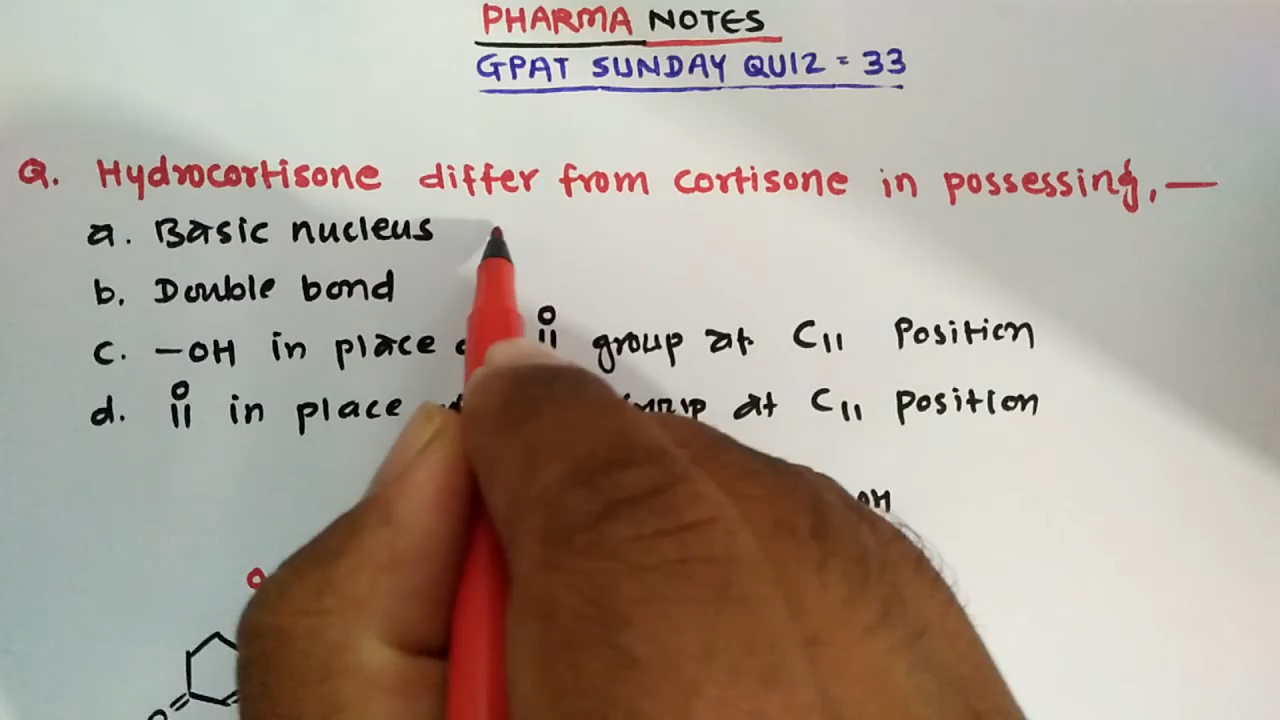 PHARMA NOTES
GPAT SUNDAY QUIZ = 33
Q. Hydrocortisone differ from cortisone in possessing, —
a. Basic nucleus
b. Double bond
c. -OH in place O || group at C11 Position
d. O || in place at C11 position
OH
O
O